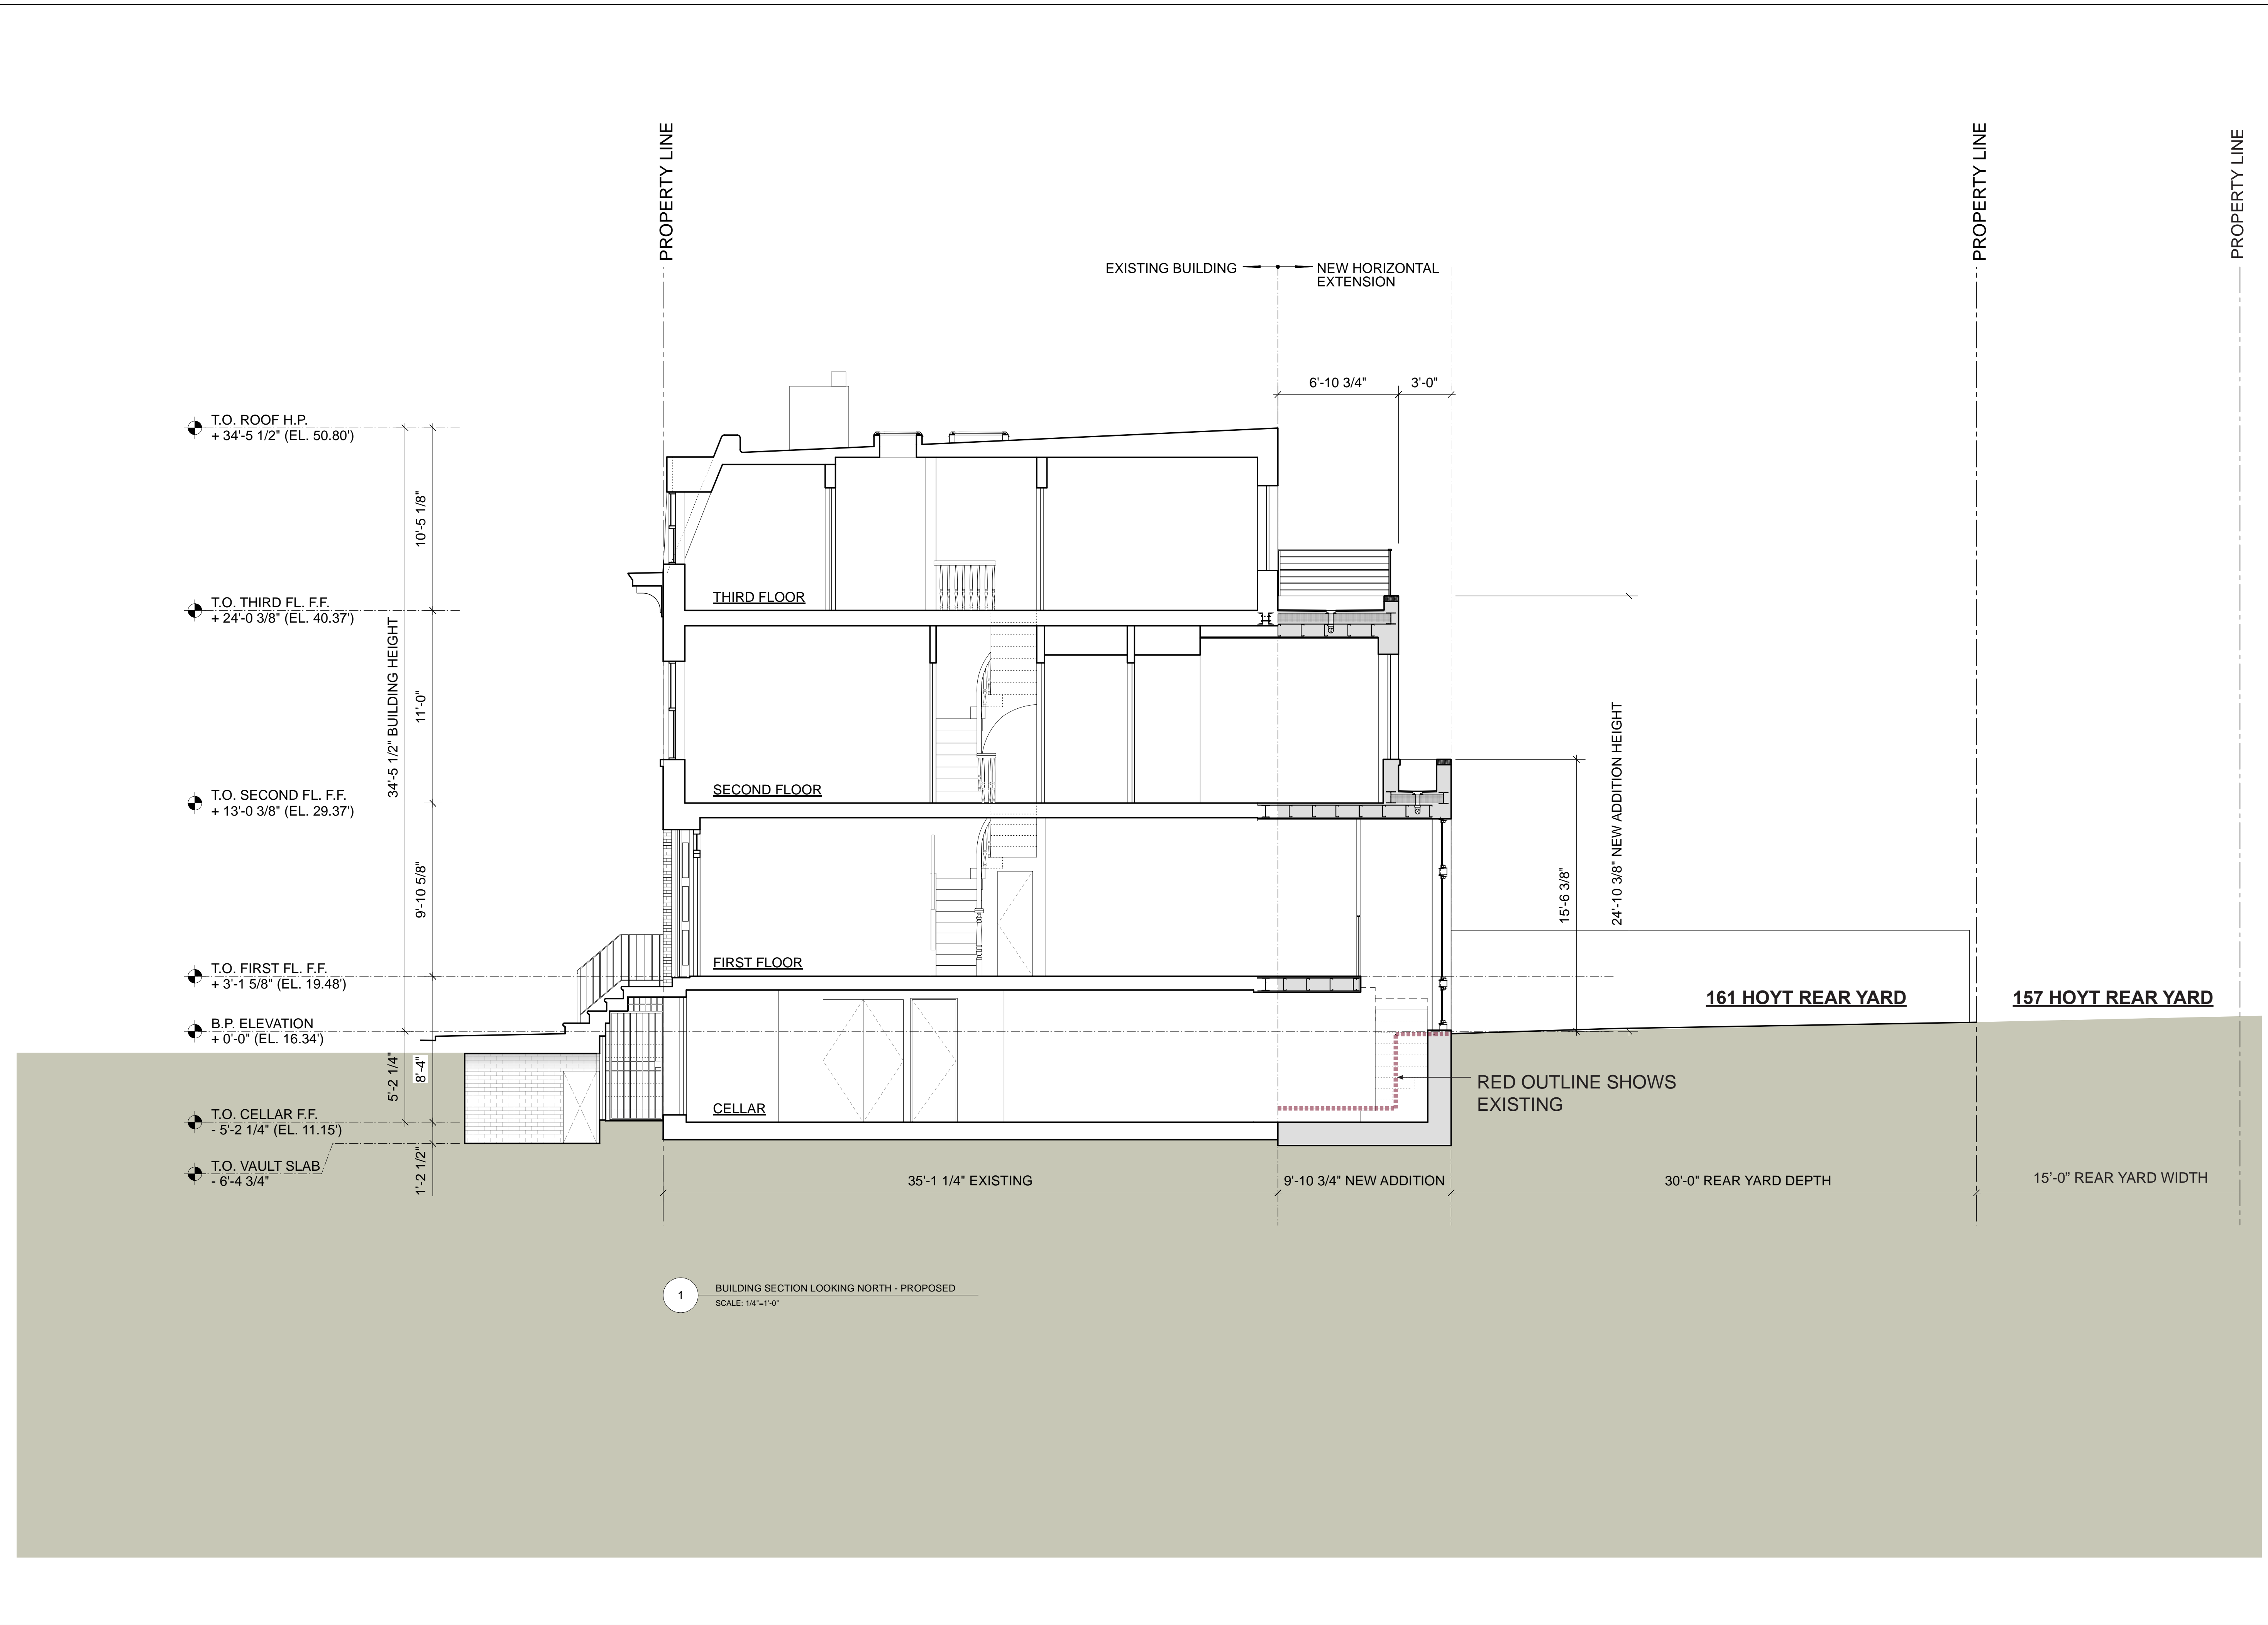 PROPERTY LINE
PROPERTY LINE
PROPERTY LINE
EXISTING BUILDING
NEW HORIZONTAL
EXTENSION
6'-10 3/4"
3'-0"
T.O. ROOF H.P.
+ 34'-5 1/2" (EL. 50.80')
10'-5 1/8"
T.O. THIRD FL. F.F.
+ 24'-0 3/8" (EL. 40.37')
THIRD FLOOR
34'-5 1/2" BUILDING HEIGHT
11'-0"
T.O. SECOND FL. F.F.
+ 13'-0 3/8" (EL. 29.37')
SECOND FLOOR
24'-10 3/8" NEW ADDITION HEIGHT
15'-6 3/8"
9'-10 5/8"
T.O. FIRST FL. F.F.
+ 3'-1 5/8" (EL. 19.48')
FIRST FLOOR
161 HOYT REAR YARD
157 HOYT REAR YARD
B.P. ELEVATION
+ 0'-0" (EL. 16.34')
5'-2 1/4"
8'-4"
RED OUTLINE SHOWS
EXISTING
T.O. CELLAR F.F.
- 5'-2 1/4" (EL. 11.15')
CELLAR
T.O. VAULT SLAB
- 6'-4 3/4"
1'-2 1/2"
35'-1 1/4" EXISTING
9'-10 3/4" NEW ADDITION
30'-0" REAR YARD DEPTH
15'-0” REAR YARD WIDTH
1
BUILDING SECTION LOOKING NORTH - PROPOSED
SCALE: 1/4"=1'-0"